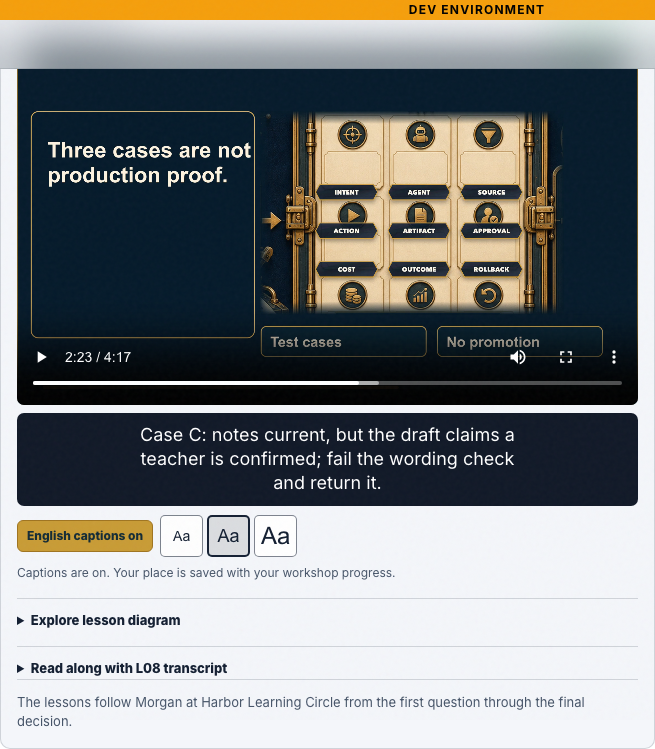 DEV ENVIRONMENT
Three cases are not
production proof.
INTENT
AGENT
SOURCE
ACTION
ARTIFACT
APPROVAL
COST
OUTCOME
ROLLBACK
Test cases
No promotion
2:23 / 4:17
Case C: notes current, but the draft claims a
teacher is confirmed; fail the wording check
and return it.
English captions on
Aa
Aa
Aa
Captions are on. Your place is saved with your workshop progress.
Explore lesson diagram
Read along with L08 transcript
The lessons follow Morgan at Harbor Learning Circle from the first question through the final
decision.